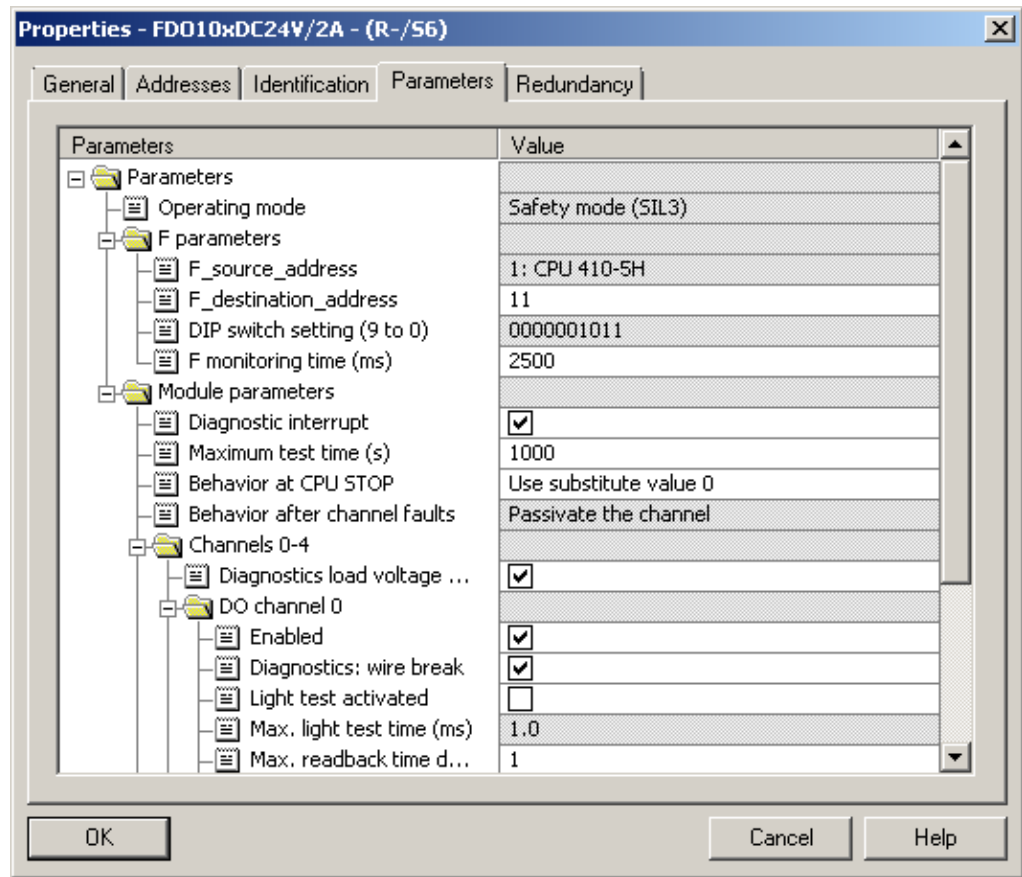 Properties - FDO10xDC24V/2A - (R-/S6)
General Addresses Identification Parameters Redundancy
Parameters Value
Parameters
Operating mode Safety mode (SIL3)
F parameters
F_source_address 1: CPU 410-5H
F_destination_address 11
DIP switch setting (9 to 0) 0000001011
F monitoring time (ms) 2500
Module parameters
Diagnostic interrupt
Maximum test time (s) 1000
Behavior at CPU STOP Use substitute value 0
Behavior after channel faults Passivate the channel
Channels 0-4
Diagnostics load voltage ...
DO channel 0
Enabled
Diagnostics: wire break
Light test activated
Max. light test time (ms) 1.0
Max. readback time d... 1
OK Cancel Help